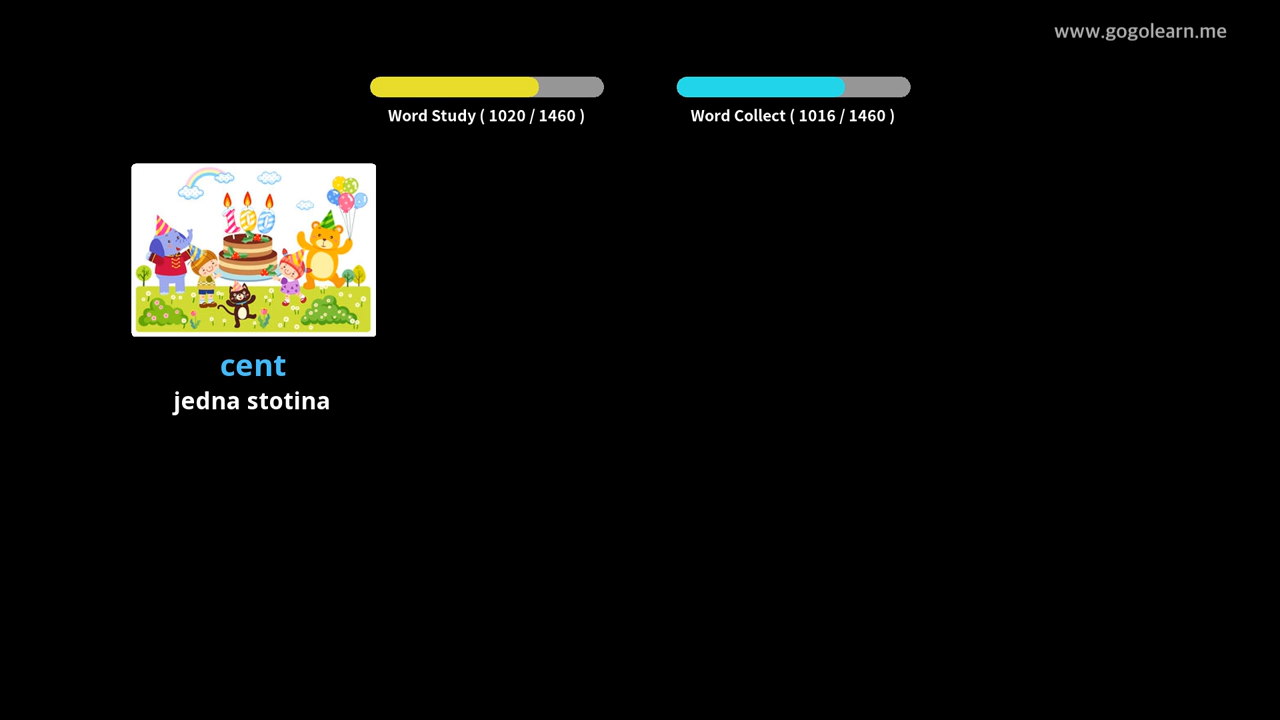 www.gogolearn.me
Word Study ( 1020 / 1460 )
Word Collect ( 1016 / 1460 )
100
cent
jedna stotina